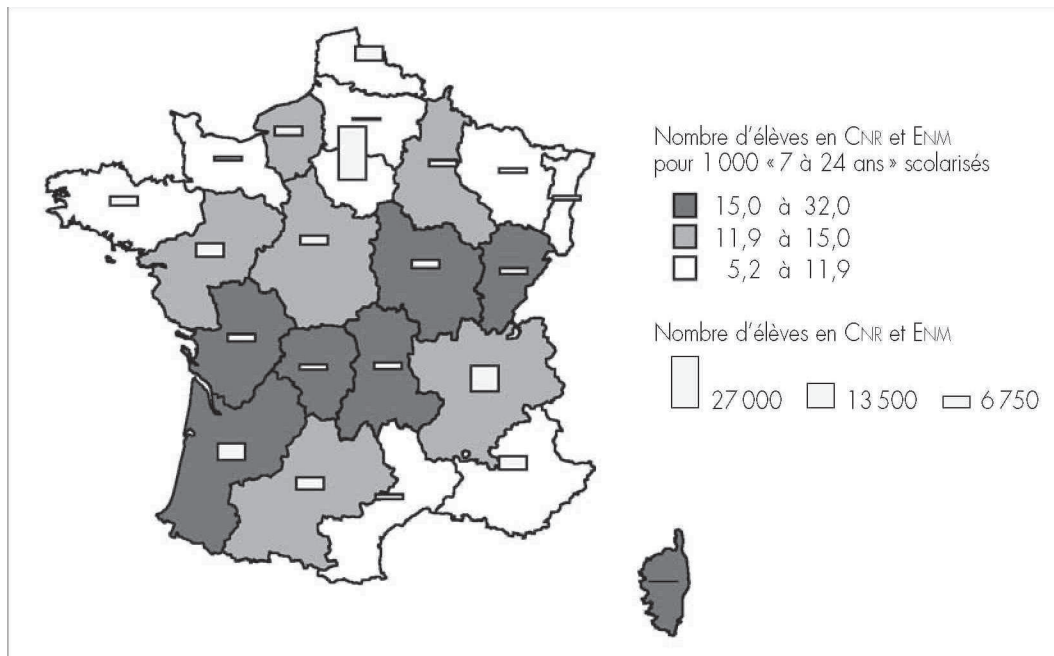 Nombre d'élèves en CNR et ENM
pour 1 000 « 7 à 24 ans » scolarisés
15,0 à 32,0
11,9 à 15,0
5,2 à 11,9
Nombre d'élèves en CNR et ENM
27 000 13 500 6 750